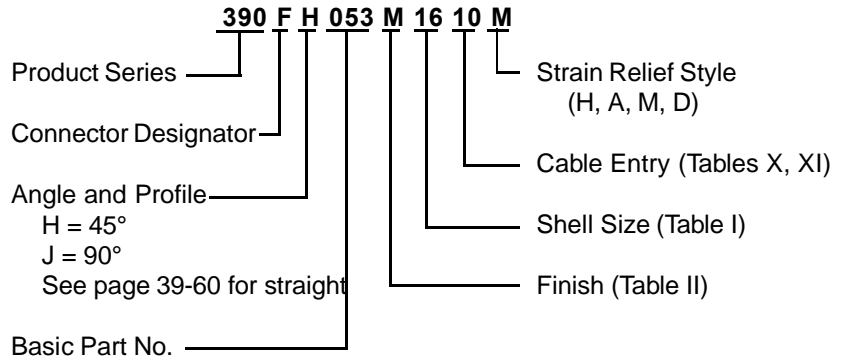 390 F H 053 M 16 10 M
Product Series
Connector Designator
Angle and Profile
H = 45°
J = 90°
See page 39-60 for straight
Basic Part No.
Strain Relief Style
(H, A, M, D)
Cable Entry (Tables X, XI)
Shell Size (Table I)
Finish (Table II)